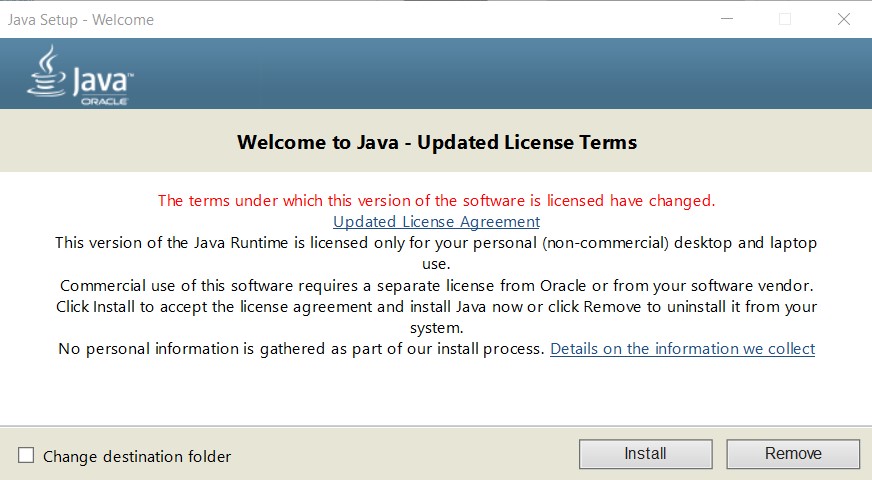 Java Setup - Welcome
Java™
ORACLE
Welcome to Java - Updated License Terms
The terms under which this version of the software is licensed have changed.
Updated License Agreement
This version of the Java Runtime is licensed only for your personal (non-commercial) desktop and laptop
use.
Commercial use of this software requires a separate license from Oracle or from your software vendor.
Click Install to accept the license agreement and install Java now or click Remove to uninstall it from your
system.
No personal information is gathered as part of our install process. Details on the information we collect
Change destination folder
Install
Remove